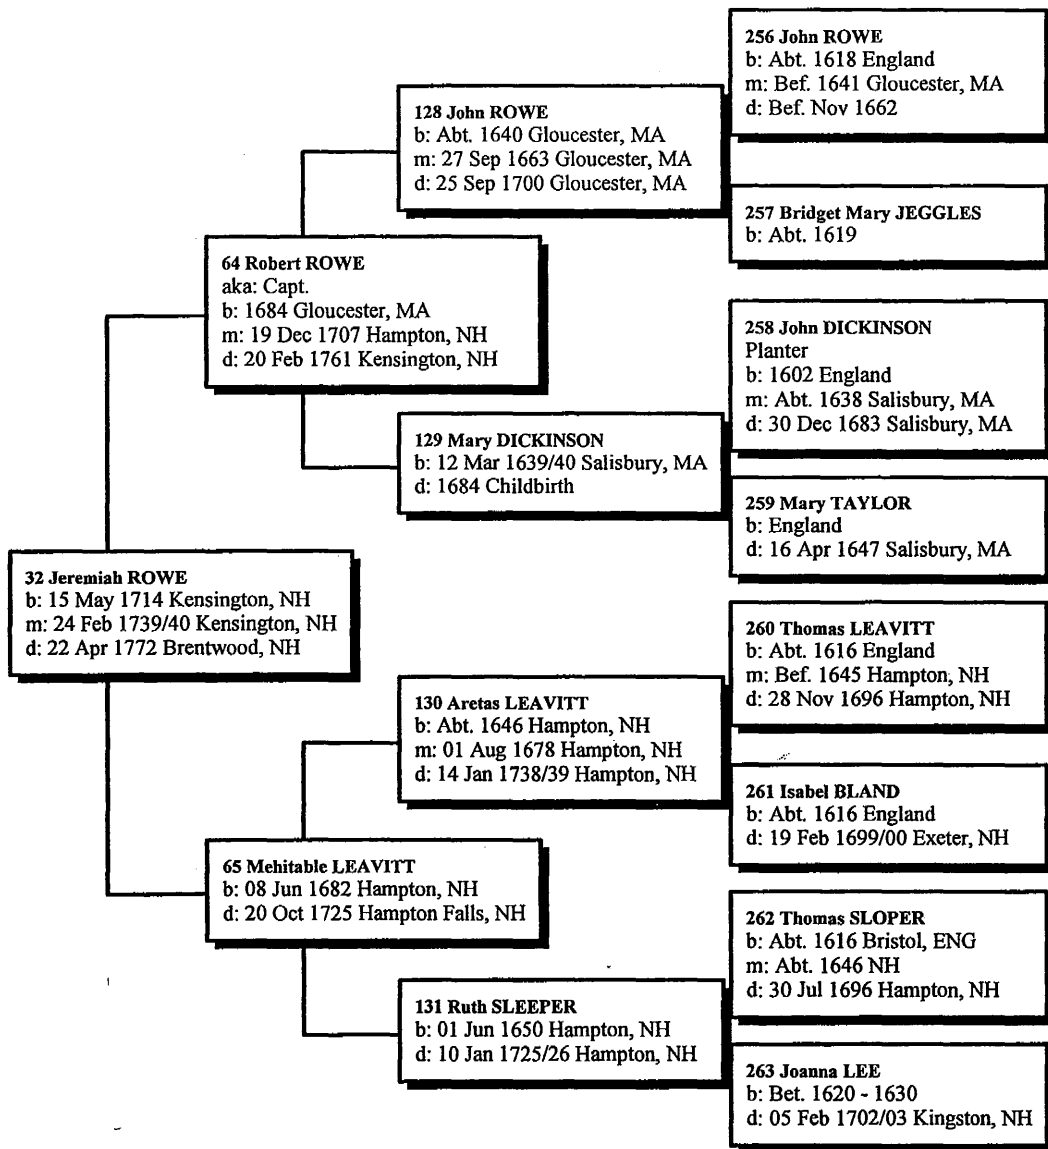 256 John ROWE
b: Abt. 1618 England
m: Bef. 1641 Gloucester, MA
d: Bef. Nov 1662
128 John ROWE
b: Abt. 1640 Gloucester, MA
m: 27 Sep 1663 Gloucester, MA
d: 25 Sep 1700 Gloucester, MA
257 Bridget Mary JEGGLES
b: Abt. 1619
64 Robert ROWE
aka: Capt.
b: 1684 Gloucester, MA
m: 19 Dec 1707 Hampton, NH
d: 20 Feb 1761 Kensington, NH
258 John DICKINSON
Planter
b: 1602 England
m: Abt. 1638 Salisbury, MA
d: 30 Dec 1683 Salisbury, MA
129 Mary DICKINSON
b: 12 Mar 1639/40 Salisbury, MA
d: 1684 Childbirth
259 Mary TAYLOR
b: England
d: 16 Apr 1647 Salisbury, MA
32 Jeremiah ROWE
b: 15 May 1714 Kensington, NH
m: 24 Feb 1739/40 Kensington, NH
d: 22 Apr 1772 Brentwood, NH
260 Thomas LEAVITT
b: Abt. 1616 England
m: Bef. 1645 Hampton, NH
d: 28 Nov 1696 Hampton, NH
130 Aretas LEAVITT
b: Abt. 1646 Hampton, NH
m: 01 Aug 1678 Hampton, NH
d: 14 Jan 1738/39 Hampton, NH
261 Isabel BLAND
b: Abt. 1616 England
d: 19 Feb 1699/00 Exeter, NH
65 Mehitable LEAVITT
b: 08 Jun 1682 Hampton, NH
d: 20 Oct 1725 Hampton Falls, NH
262 Thomas SLOPER
b: Abt. 1616 Bristol, ENG
m: Abt. 1646 NH
d: 30 Jul 1696 Hampton, NH
131 Ruth SLEEPER
b: 01 Jun 1650 Hampton, NH
d: 10 Jan 1725/26 Hampton, NH
263 Joanna LEE
b: Bet. 1620 - 1630
d: 05 Feb 1702/03 Kingston, NH